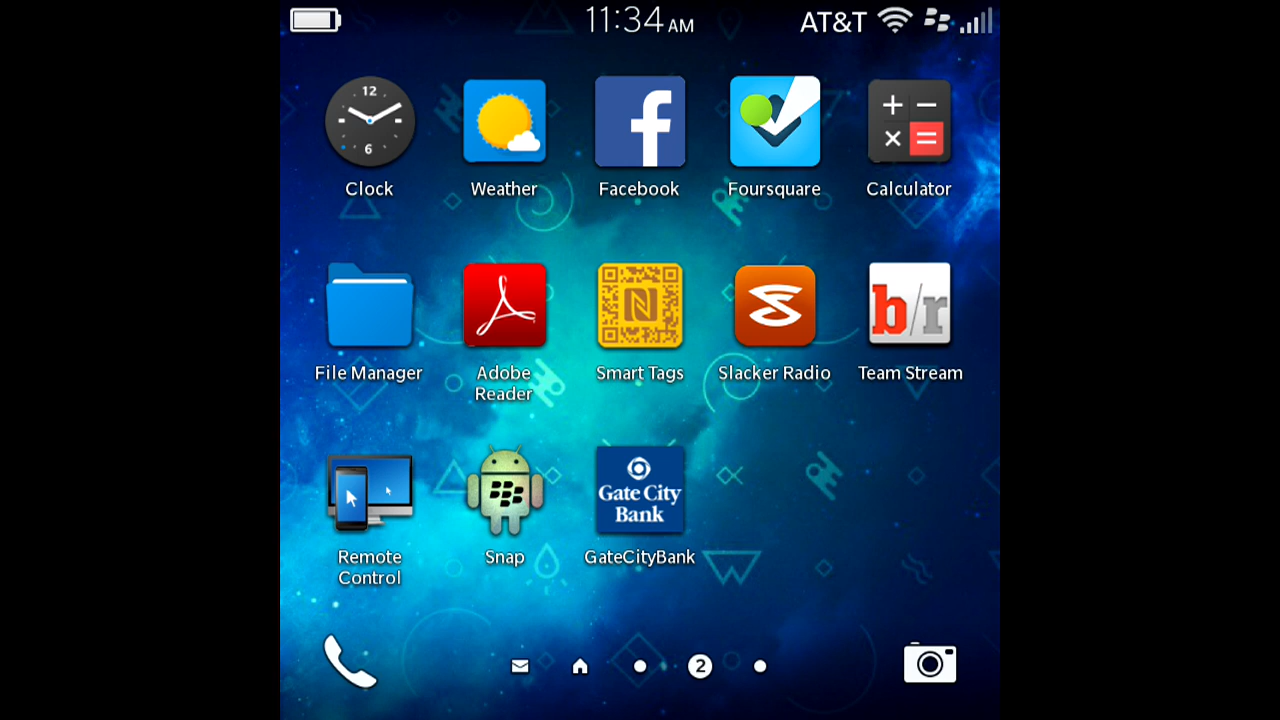 11:34 AM
AT&T
12
6
Clock
Weather
Facebook
Foursquare
Calculator
b/r
File Manager
Adobe
Reader
Smart Tags
Slacker Radio
Team Stream
Gate City
Bank
Remote
Control
Snap
GateCityBank
2